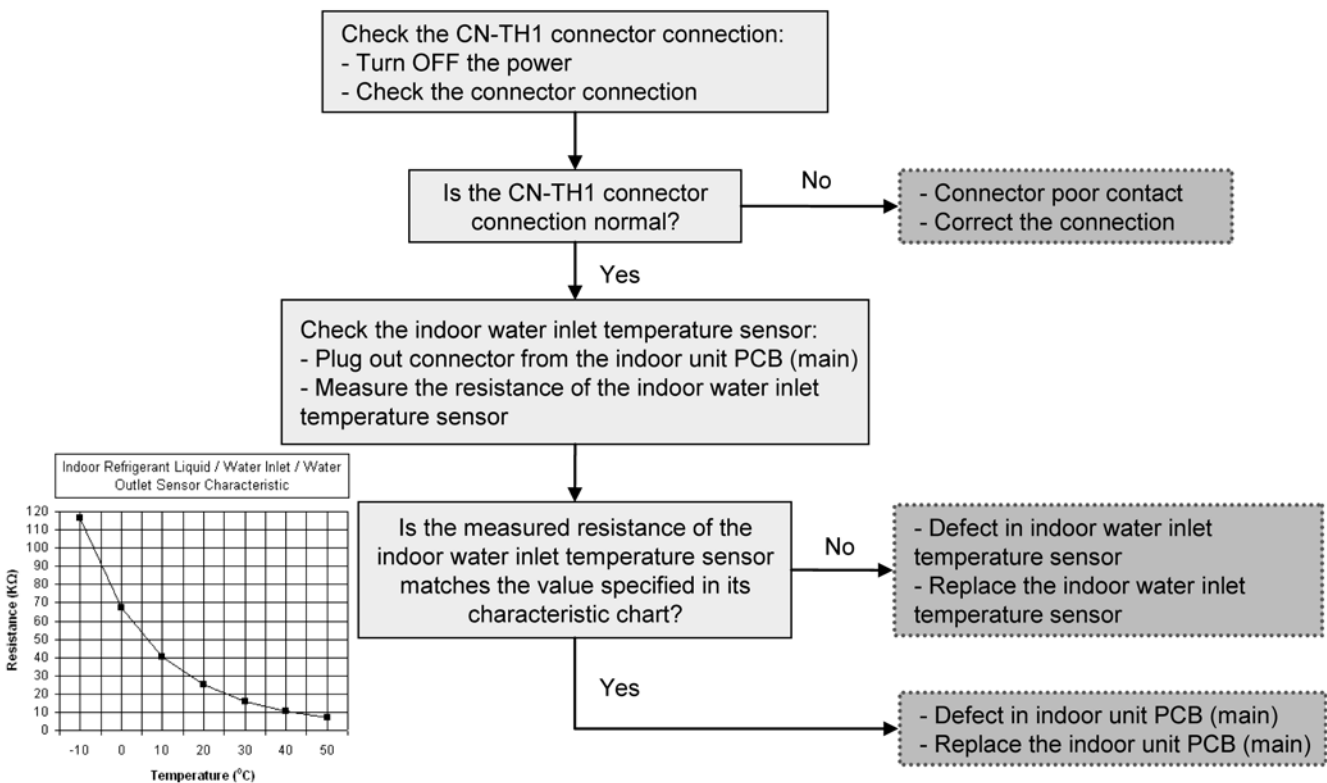 Check the CN-TH1 connector connection:
- Turn OFF the power
- Check the connector connection
Is the CN-TH1 connector
connection normal?
No
- Connector poor contact
- Correct the connection
Yes
Check the indoor water inlet temperature sensor:
- Plug out connector from the indoor unit PCB (main)
- Measure the resistance of the indoor water inlet
temperature sensor
Indoor Refrigerant Liquid / Water Inlet / Water
Outlet Sensor Characteristic
120
110
100
90
80
70
60
50
40
30
20
10
0
Resistance (KΩ)
-10 0 10 20 30 40 50
Temperature (⁰C)
Is the measured resistance of the
indoor water inlet temperature sensor
matches the value specified in its
characteristic chart?
No
- Defect in indoor water inlet
temperature sensor
- Replace the indoor water inlet
temperature sensor
Yes
- Defect in indoor unit PCB (main)
- Replace the indoor unit PCB (main)